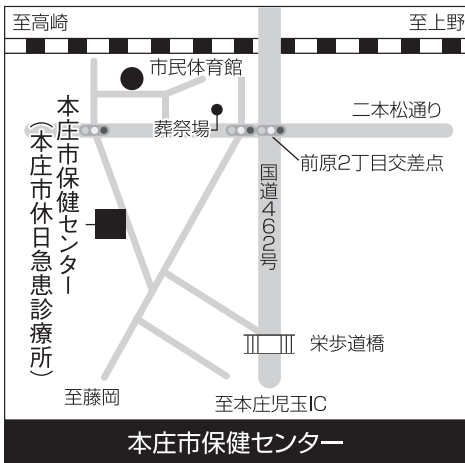 至高崎
至上野
市民体育館
二本松通り
葬祭場
前原2丁目交差点
国道462号
本庄市保健センター
（本庄市休日急患診療所）
栄歩道橋
至藤岡
至本庄児玉IC
本庄市保健センター